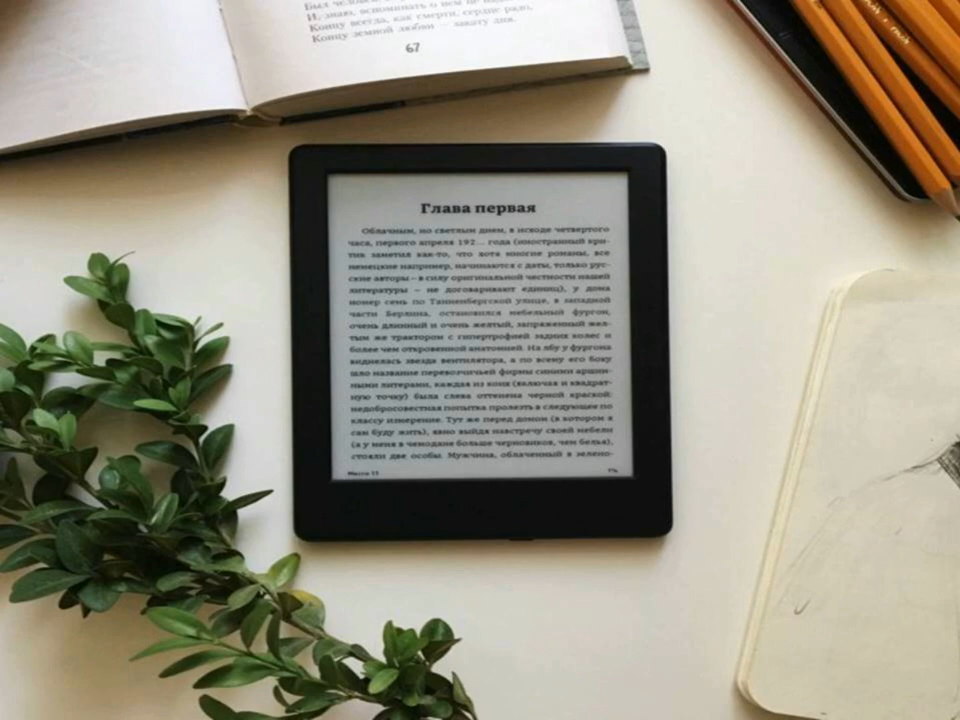 Был человек,
И, знаю, вспоминать о нем не
Концу всегда, как смерти, сердце радо,
Концу земной любви — закату дня.
67
Глава первая
Облачным, но светлым днем, в исходе четвертого
часа, первого апреля 192... года (иностранный кри-
тик заметил как-то, что хотя многие романы, все
немецкие например, начинаются с даты, только рус-
ские авторы – в силу оригинальной честности нашей
литературы – не договаривают единиц), у дома
номер семь по Танненбергской улице, в западной
части Берлина, остановился мебельный фургон,
очень длинный и очень желтый, запряженный жел-
тым же трактором с гипертрофией задних колес и
более чем откровенной анатомией. На лбу у фургона
виднелась звезда вентилятора, а по всему его боку
шло название перевозчичьей фирмы синими аршин-
ными литерами, каждая из коих (включая и квадрат-
ную точку) была слева оттенена черной краской:
недобросовестная попытка пролезть в следующее по
классу измерение. Тут же перед домом (в котором я
сам буду жить), явно выйдя навстречу своей мебели
(а у меня в чемодане больше черновиков, чем белья),
стояли две особы. Мужчина, облаченный в зелено-
Место 11
1%